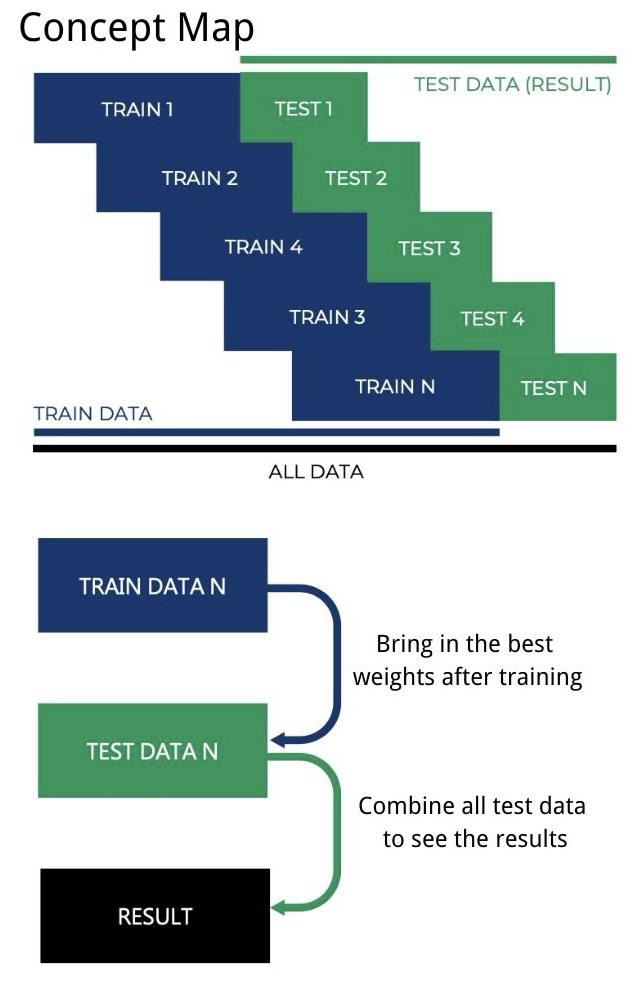 Concept Map
TEST DATA (RESULT)
TRAIN 1
TEST 1
TRAIN 2
TEST 2
TRAIN 4
TEST 3
TRAIN 3
TEST 4
TRAIN N
TEST N
TRAIN DATA
ALL DATA
TRAIN DATA N
Bring in the best
weights after training
TEST DATA N
Combine all test data
to see the results
RESULT